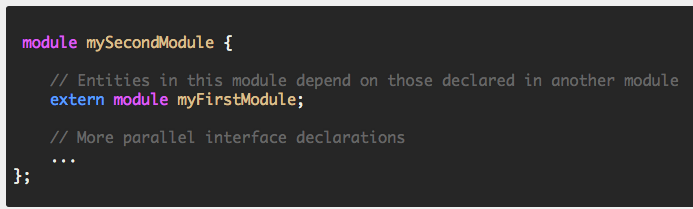 module mySecondModule {
// Entities in this module depend on those declared in another module
extern module myFirstModule;
// More parallel interface declarations
...
};